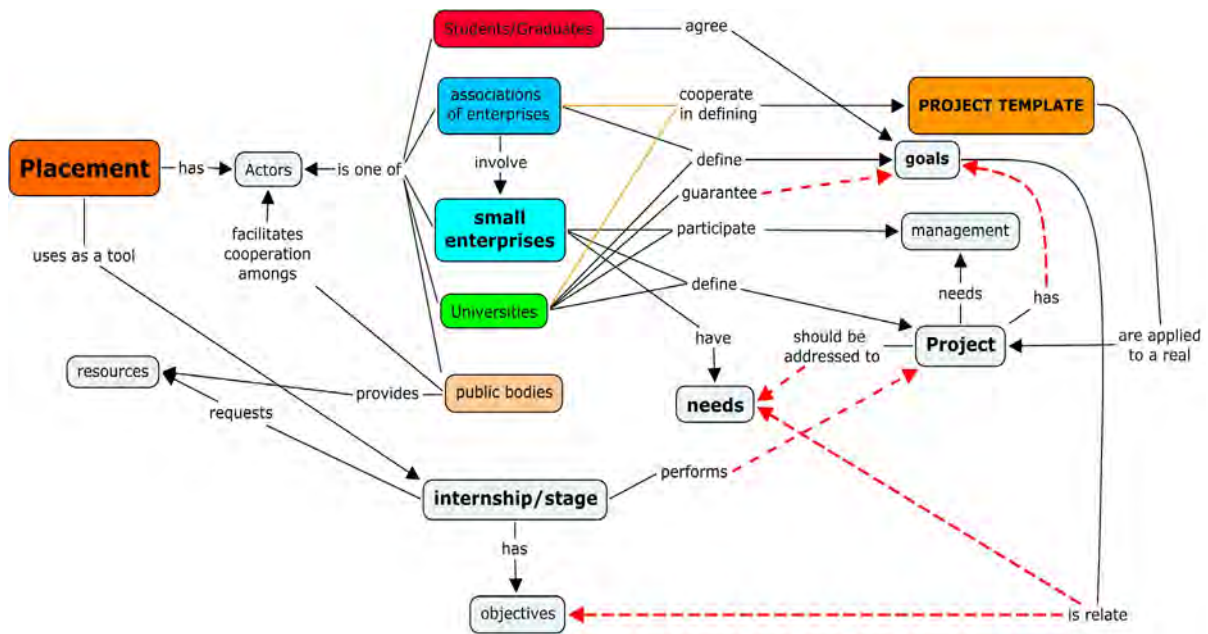 Students/Graduates
agree
associations
of enterprises
cooperate
in defining
PROJECT TEMPLATE
Placement
has
Actors
is one of
involve
define
goals
guarantee
small
enterprises
participate
management
uses as a tool
facilitates
cooperation
amongs
Universities
define
needs
has
have
should be
addressed to
Project
are applied
to a real
resources
provides
public bodies
requests
needs
performs
internship/stage
has
objectives
is relate